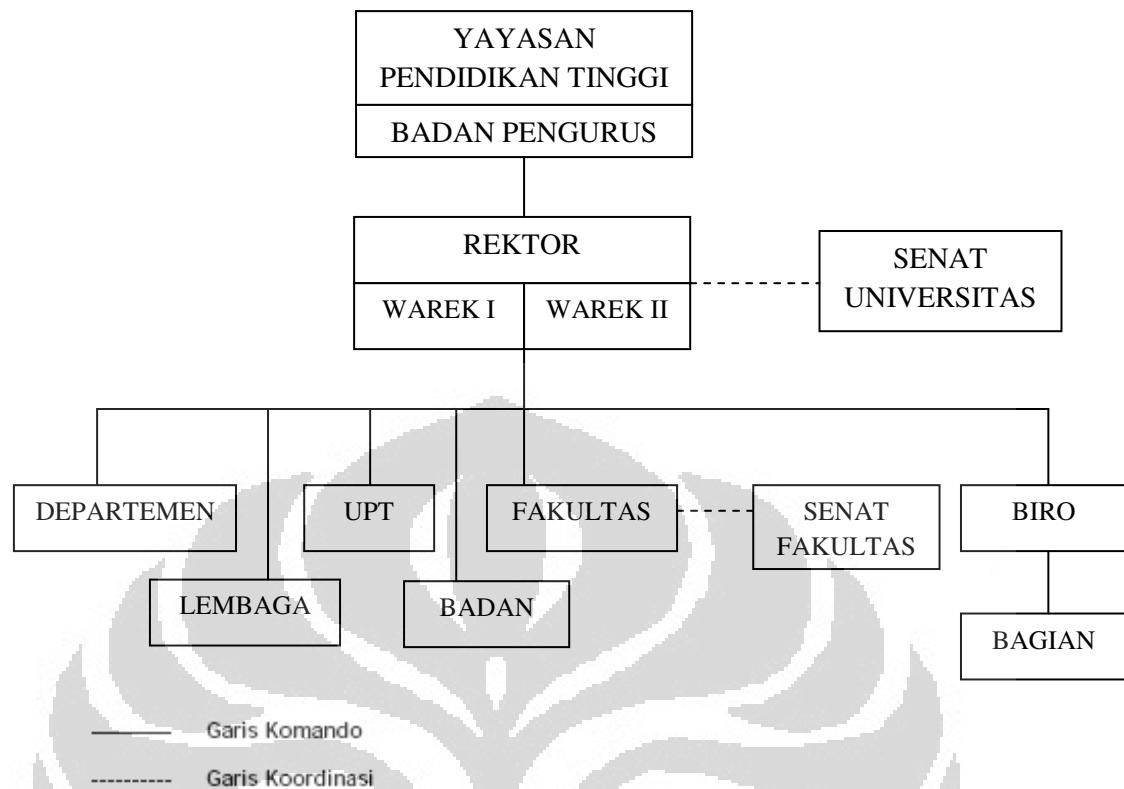 YAYASAN
PENDIDIKAN TINGGI
BADAN PENGURUS
REKTOR
WAREK I
WAREK II
SENAT
UNIVERSITAS
DEPARTEMEN
UPT
FAKULTAS
SENAT
FAKULTAS
BIRO
LEMBAGA
BADAN
BAGIAN
Garis Komando
Garis Koordinasi